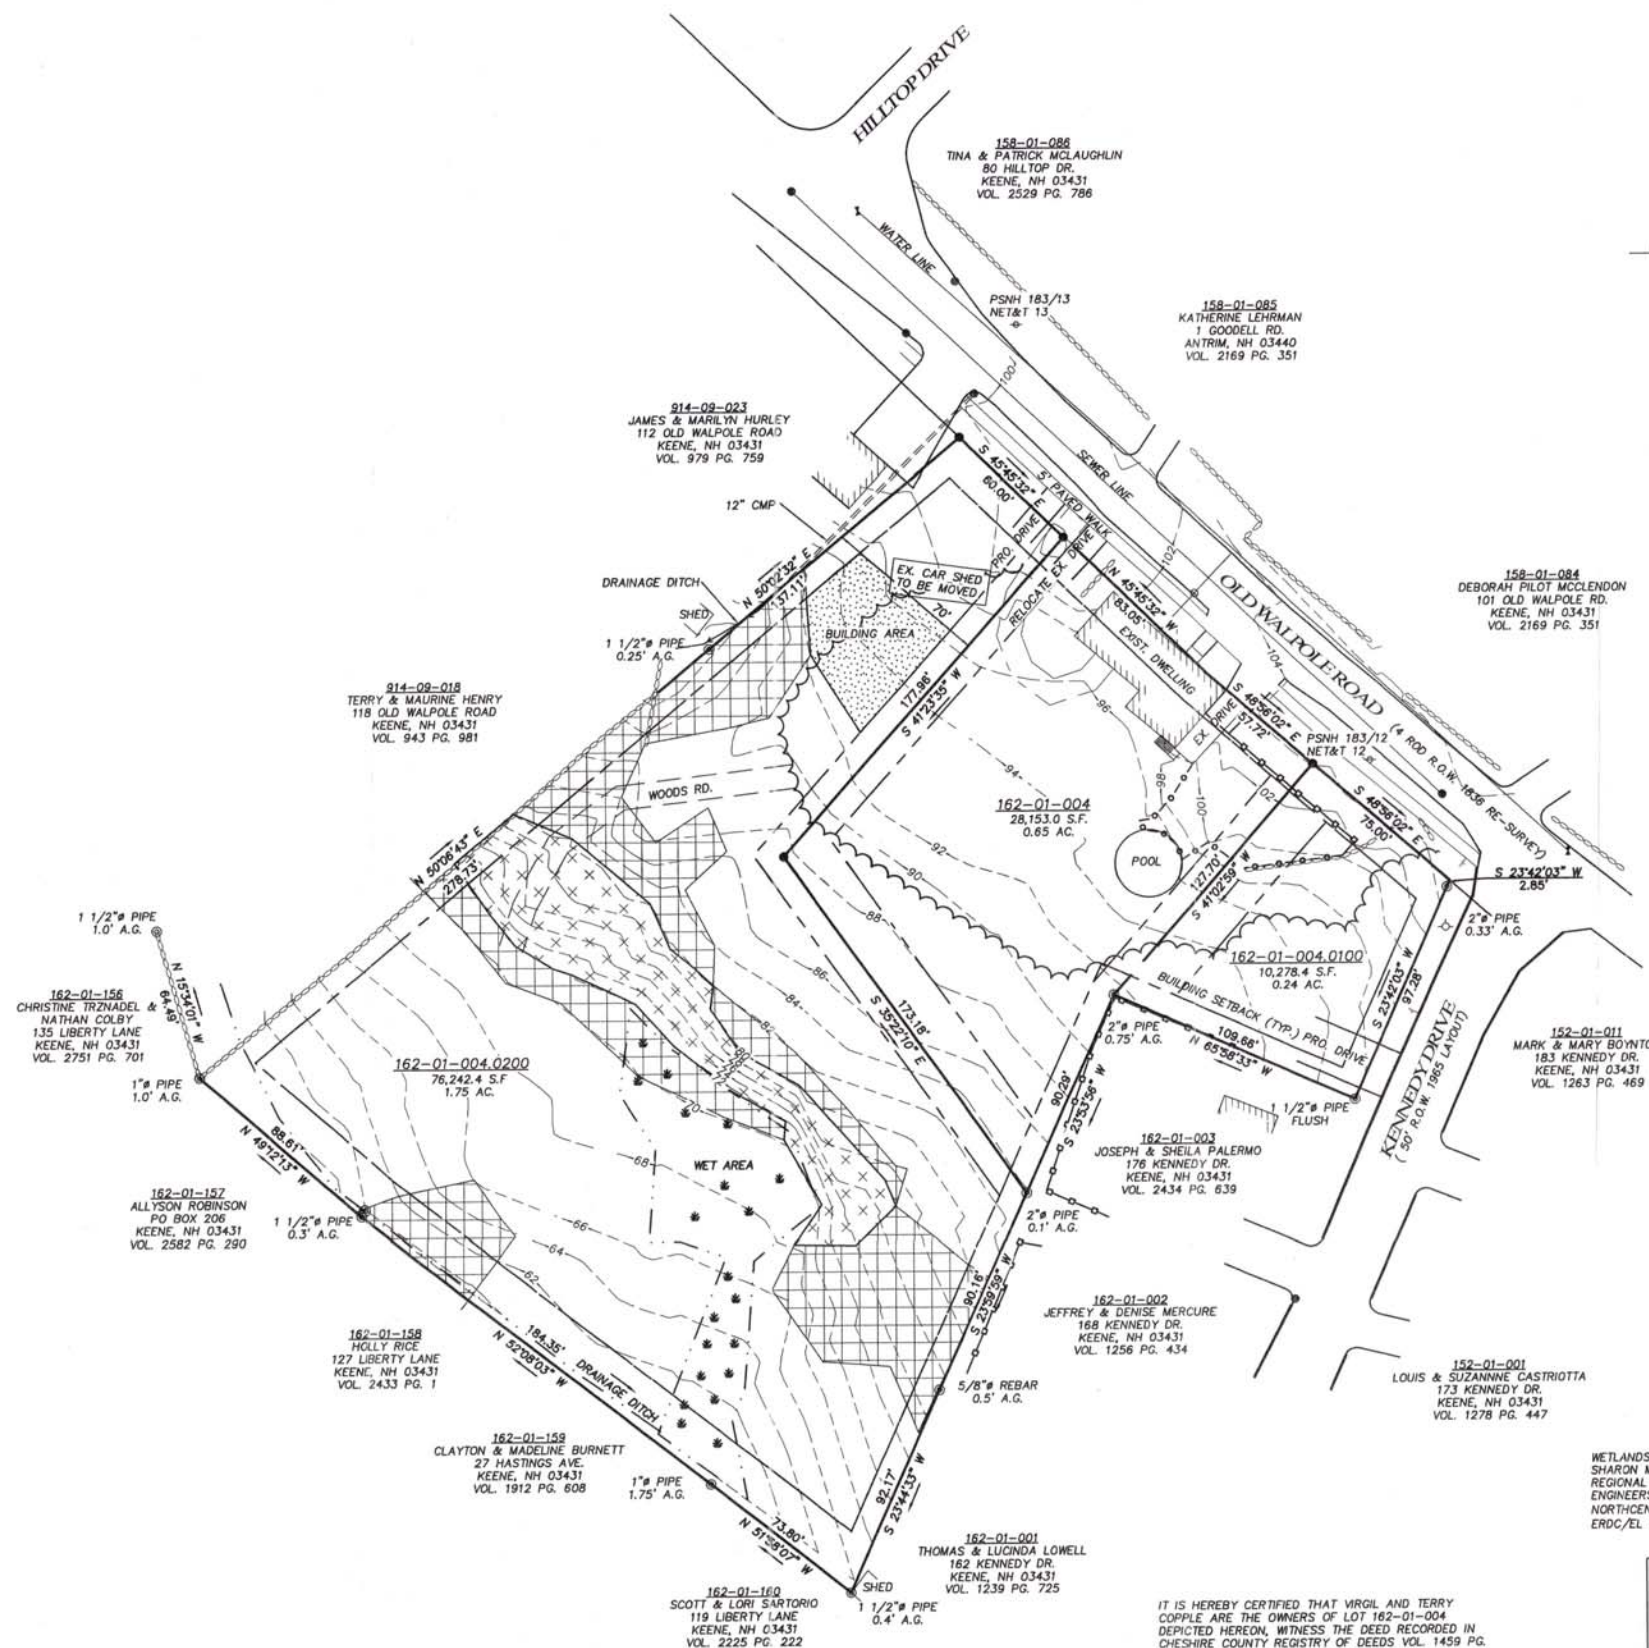 HILLTOP DRIVE
158-01-086
TINA & PATRICK MCLAUGHLIN
80 HILLTOP DR.
KEENE, NH 03431
VOL. 2529 PG. 786
WATER LINE
PSNH 183/13
NET&T 13
158-01-085
KATHERINE LEHRMAN
1 GOODELL RD.
ANTRIM, NH 03440
VOL. 2169 PG. 351
100
914-09-023
JAMES & MARILYN HURLEY
112 OLD WALPOLE ROAD
KEENE, NH 03431
VOL. 979 PG. 759
S 45°45'32" E
60.00'
5' PAVED WALK
SEWER LINE
12" CMP
PRO. DRIVE
RELOCATE EX. DRIVE
102
EX. CAR SHED
TO BE MOVED
70'
N 50°02'32" E
137.11'
DRAINAGE DITCH
SHED
BUILDING AREA
1 1/2"ø PIPE
0.25' A.G.
N 45°45'32" W
83.05'
EXIST. DWELLING
OLD WALPOLE ROAD
(4 ROD R.O.W. 1836 RE-SURVEY)
158-01-084
DEBORAH PILOT MCCLENDON
101 OLD WALPOLE RD.
KEENE, NH 03431
VOL. 2169 PG. 351
104
914-09-018
TERRY & MAURINE HENRY
118 OLD WALPOLE ROAD
KEENE, NH 03431
VOL. 943 PG. 981
177.96'
S 41°23'35" W
96
S 48°56'02" E
57.72'
EX. DRIVE
PSNH 183/12
NET&T 12
94
98
100
102
WOODS RD.
162-01-004
28,153.0 S.F.
0.65 AC.
S 48°56'02" E
75.00'
92
90
POOL
127.70'
S 41°02'59" W
S 23°42'03" W
2.85'
N 50°06'43" E
278.73'
88
2"ø PIPE
0.33' A.G.
1 1/2"ø PIPE
1.0' A.G.
N 15°34'01" W
64.49'
162-01-156
CHRISTINE TRZNADEL &
NATHAN COLBY
135 LIBERTY LANE
KEENE, NH 03431
VOL. 2751 PG. 701
86
84
82
162-01-004.0100
10,278.4 S.F.
0.24 AC.
BUILDING SETBACK (TYP.)
PRO. DRIVE
S 23°42'03" W
97.28'
KENNEDY DRIVE
(50' R.O.W. 1965 LAYOUT)
173.18'
S 35°22'10" E
2"ø PIPE
0.75' A.G.
109.66'
N 65°58'33" W
152-01-011
MARK & MARY BOYNTO
183 KENNEDY DR.
KEENE, NH 03431
VOL. 1263 PG. 469
162-01-004.0200
76,242.4 S.F
1.75 AC.
1"ø PIPE
1.0' A.G.
70
90.29'
S 23°53'56" W
1 1/2"ø PIPE
FLUSH
88.61'
N 49°12'13" W
68
WET AREA
162-01-003
JOSEPH & SHEILA PALERMO
176 KENNEDY DR.
KEENE, NH 03431
VOL. 2434 PG. 639
162-01-157
ALLYSON ROBINSON
PO BOX 206
KEENE, NH 03431
VOL. 2582 PG. 290
1 1/2"ø PIPE
0.3' A.G.
66
64
62
2"ø PIPE
0.1' A.G.
90.16'
S 23°59'59" W
162-01-002
JEFFREY & DENISE MERCURE
168 KENNEDY DR.
KEENE, NH 03431
VOL. 1256 PG. 434
162-01-158
HOLLY RICE
127 LIBERTY LANE
KEENE, NH 03431
VOL. 2433 PG. 1
184.35'
N 52°08'03" W
DRAINAGE DITCH
5/8"ø REBAR
0.5' A.G.
152-01-001
LOUIS & SUZANNNE CASTRIOTTA
173 KENNEDY DR.
KEENE, NH 03431
VOL. 1278 PG. 447
162-01-159
CLAYTON & MADELINE BURNETT
27 HASTINGS AVE.
KEENE, NH 03431
VOL. 1912 PG. 608
1"ø PIPE
1.75' A.G.
92.17'
S 23°44'33" W
73.80'
N 51°58'07" W
WETLANDS
SHARON M
REGIONAL
ENGINEERS
NORTHCEN
ERDC/EL
162-01-001
THOMAS & LUCINDA LOWELL
162 KENNEDY DR.
KEENE, NH 03431
VOL. 1239 PG. 725
SHED
1 1/2"ø PIPE
0.4' A.G.
162-01-160
SCOTT & LORI SARTORIO
119 LIBERTY LANE
KEENE, NH 03431
VOL. 2225 PG. 222
IT IS HEREBY CERTIFIED THAT VIRGIL AND TERRY
COPPLE ARE THE OWNERS OF LOT 162-01-004
DEPICTED HEREON, WITNESS THE DEED RECORDED IN
CHESHIRE COUNTY REGISTRY OF DEEDS VOL. 1459 PG.